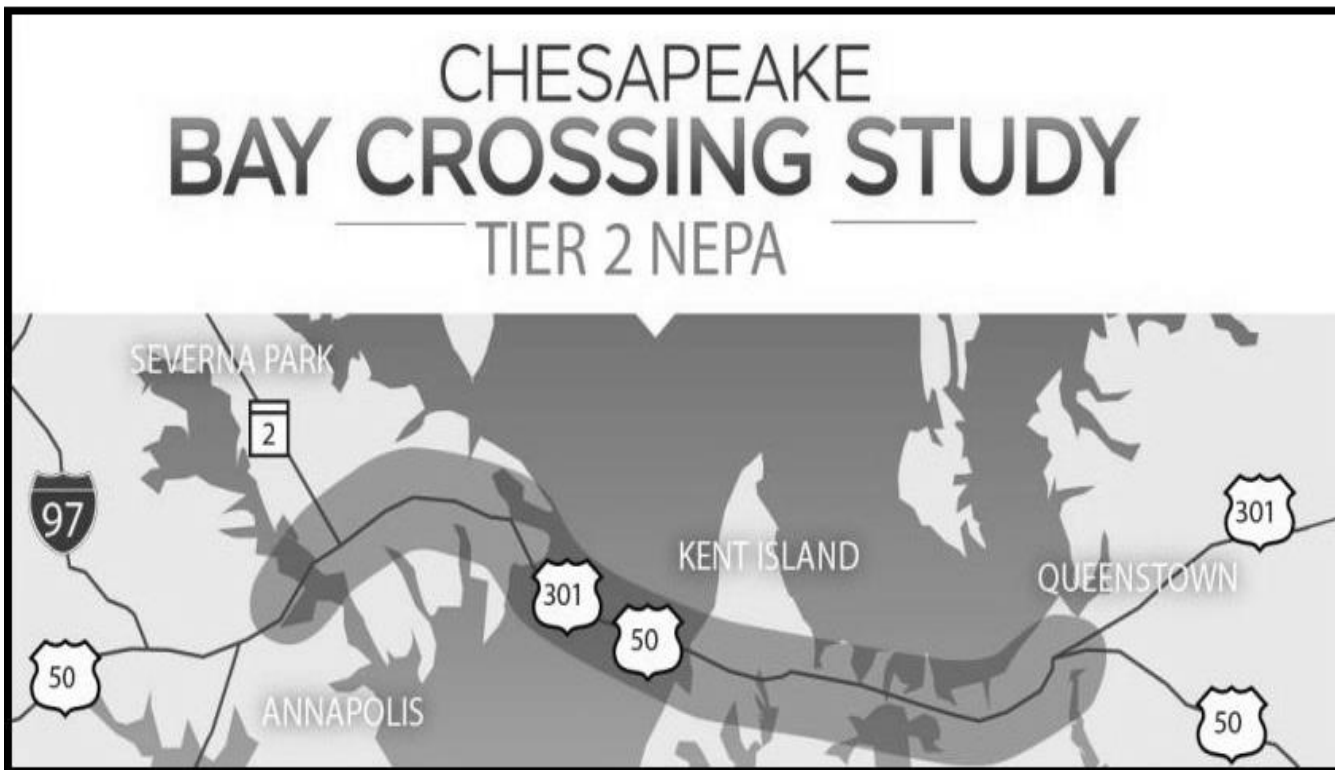 CHESAPEAKE
BAY CROSSING STUDY
TIER 2 NEPA
SEVERNA PARK
2
97
301
KENT ISLAND
QUEENSTOWN
301
50
50
ANNAPOLIS
50